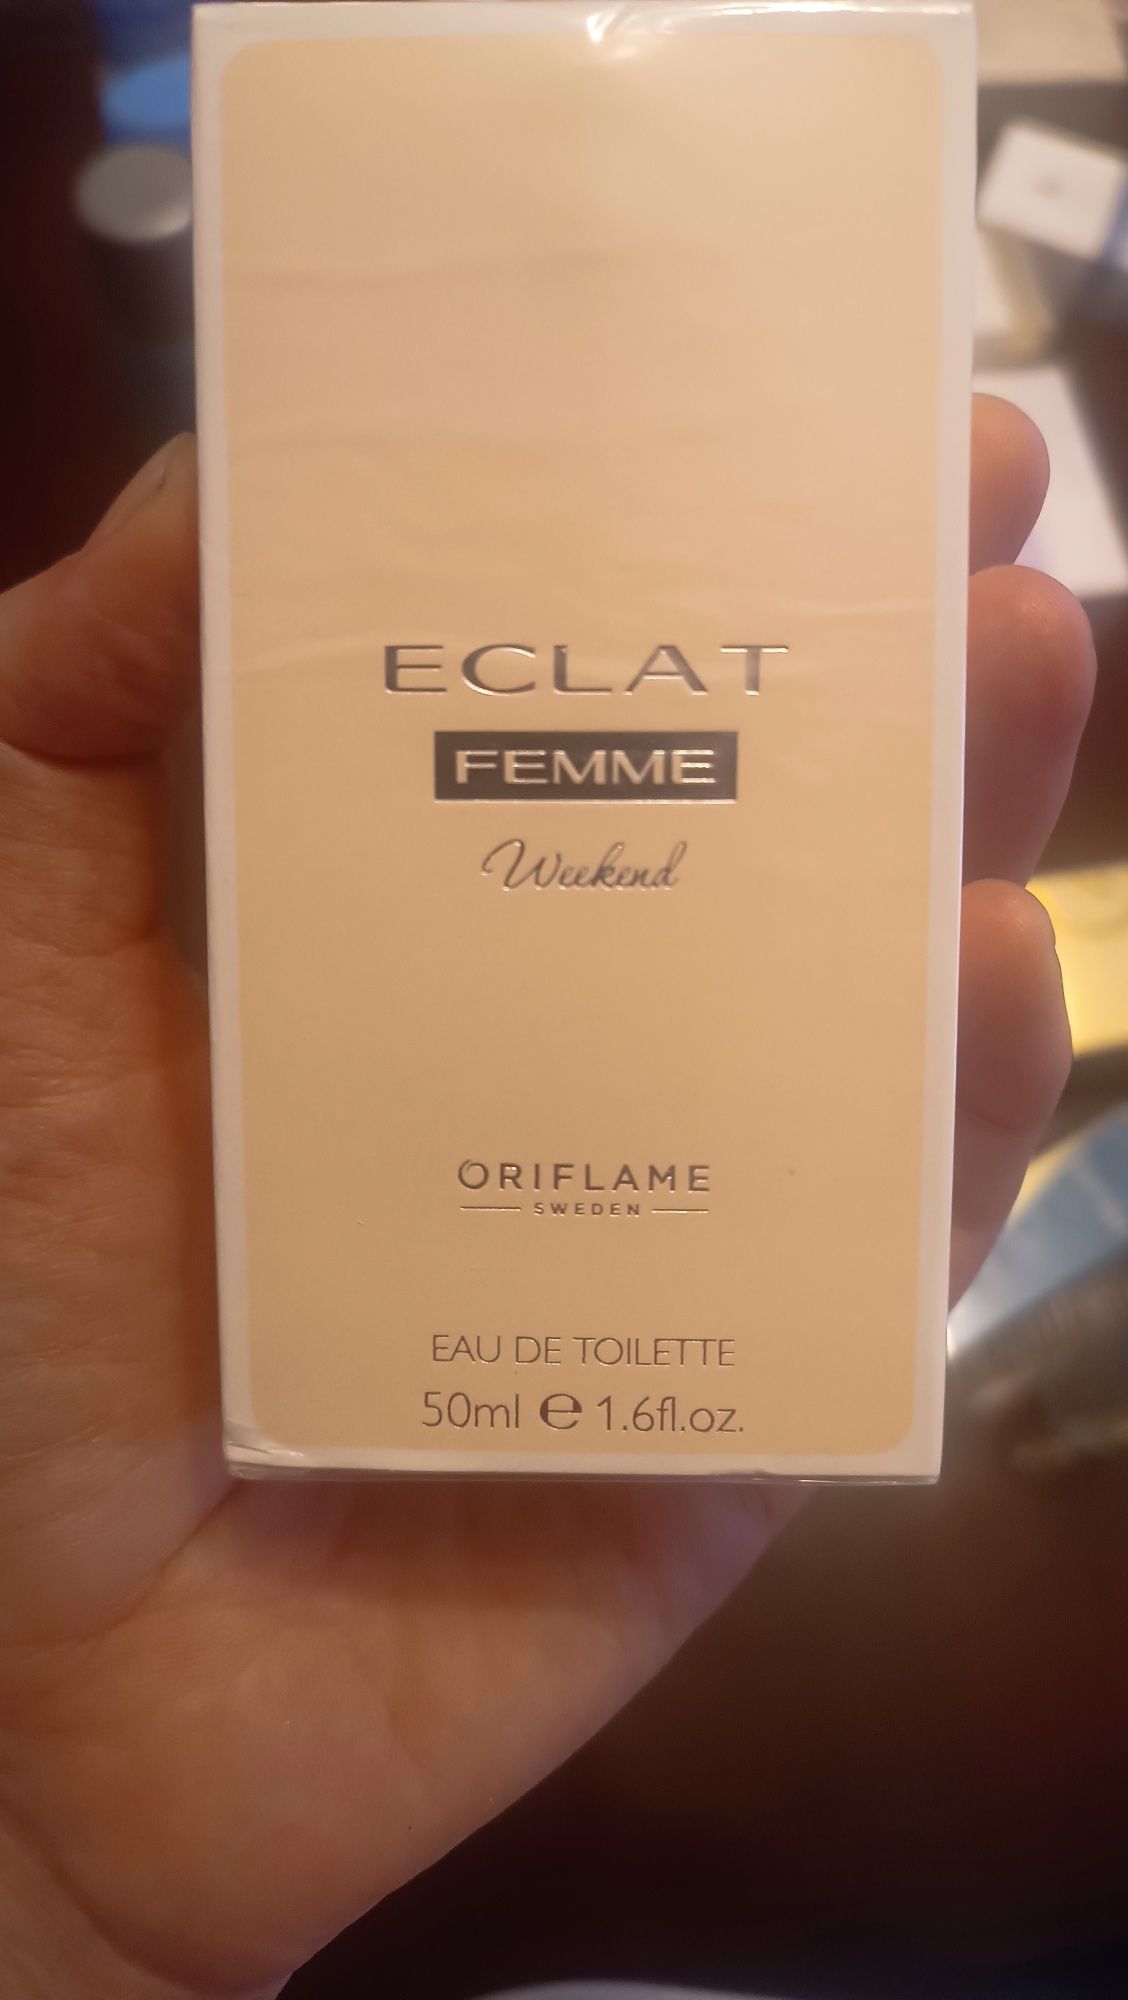 ECLAT
FEMME
Weekend
ORIFLAME
SWEDEN
EAU DE TOILETTE
50ml ℮ 1.6fl.oz.